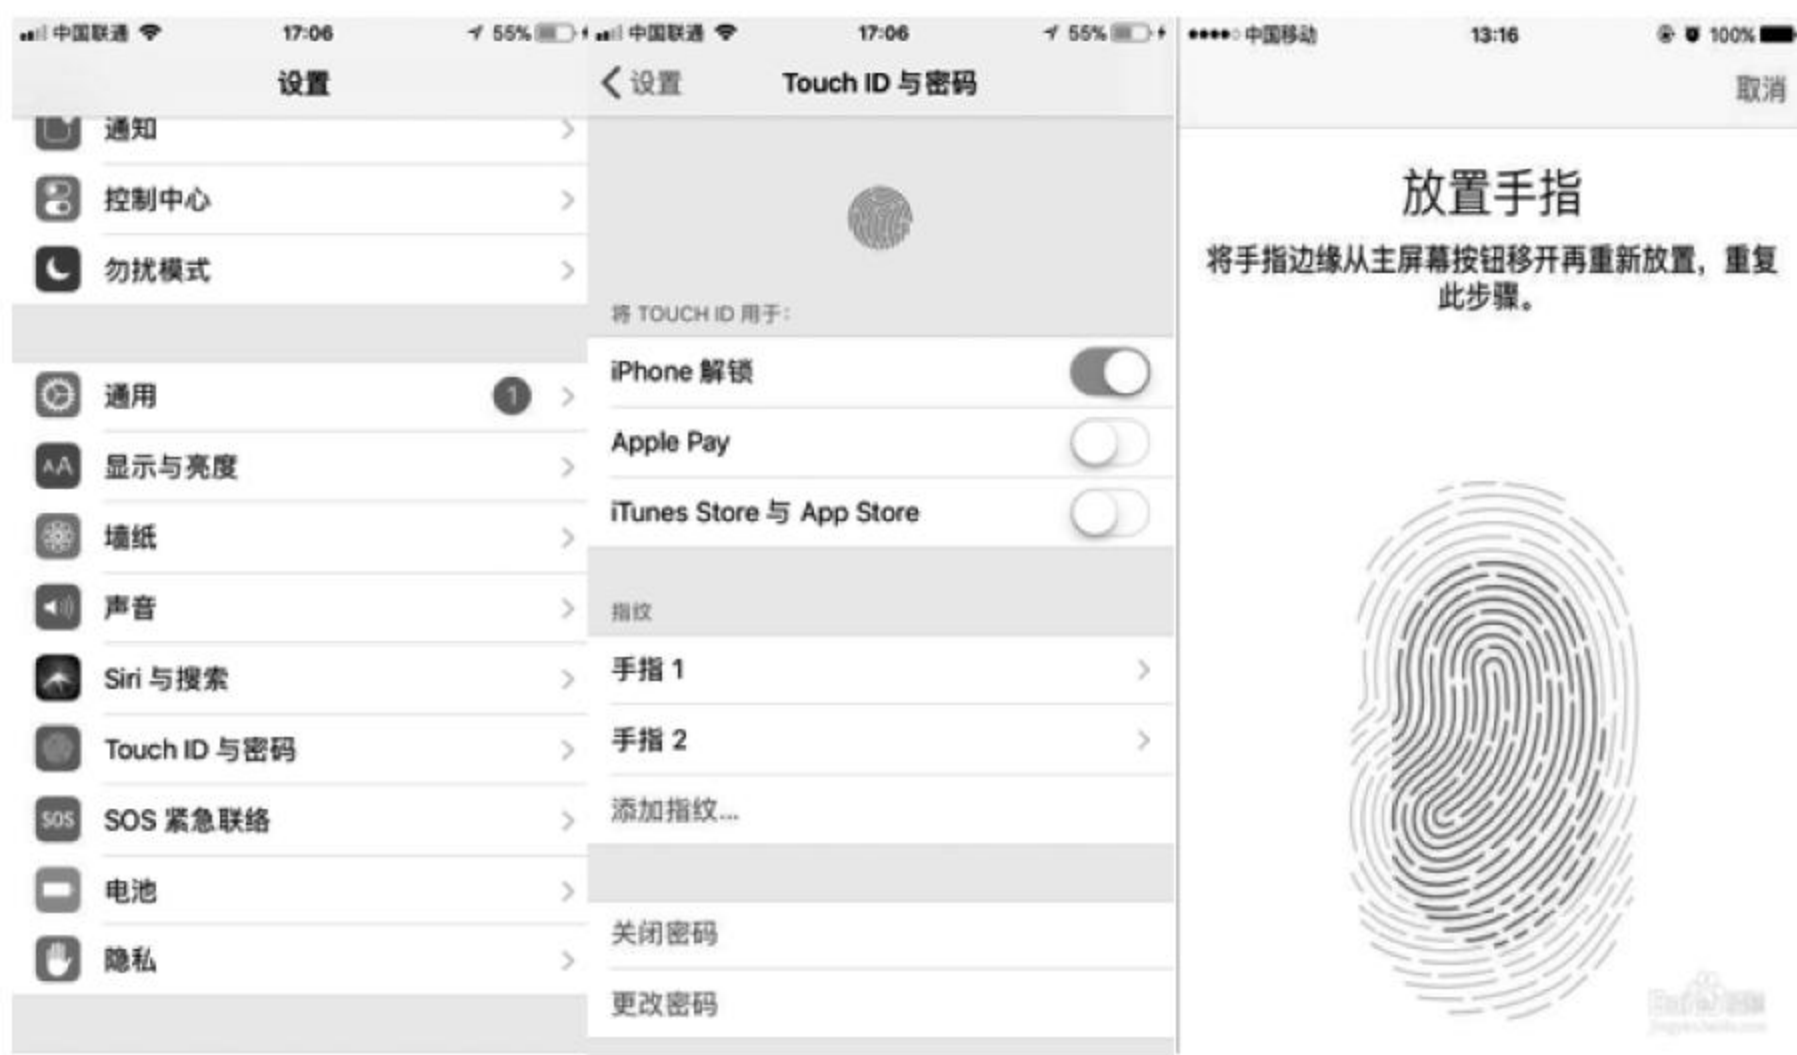 中国联通
17:06
55%
设置
通知
控制中心
勿扰模式
通用
1
AA
显示与亮度
墙纸
声音
Siri 与搜索
Touch ID 与密码
SOS
SOS 紧急联络
电池
隐私
中国联通
17:06
55%
设置
Touch ID 与密码
将 TOUCH ID 用于:
iPhone 解锁
Apple Pay
iTunes Store 与 App Store
指纹
手指 1
手指 2
添加指纹...
关闭密码
更改密码
中国移动
13:16
100%
取消
放置手指
将手指边缘从主屏幕按钮移开再重新放置，重复
此步骤。